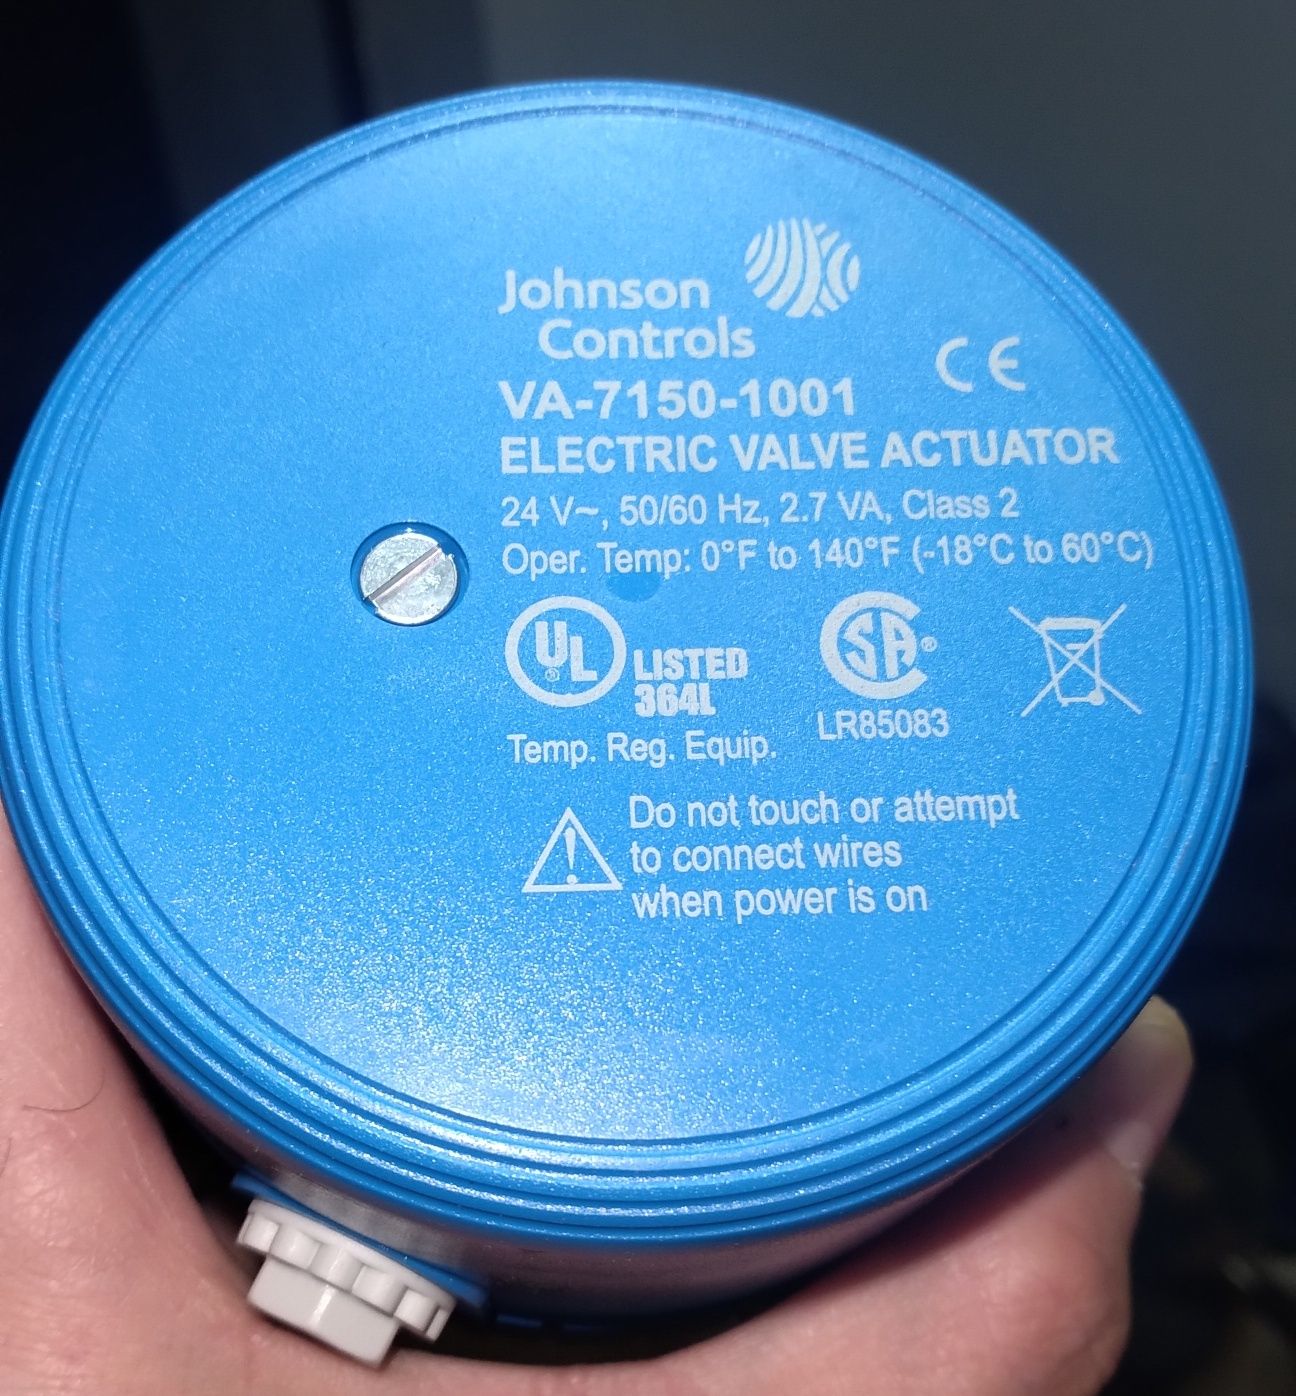 Johnson
Controls
CE
VA-7150-1001
ELECTRIC VALVE ACTUATOR
24 V~, 50/60 Hz, 2.7 VA, Class 2
Oper. Temp: 0°F to 140°F (-18°C to 60°C)
UL® LISTED
364L
SA®
Temp. Reg. Equip.
LR85083
Do not touch or attempt
to connect wires
when power is on